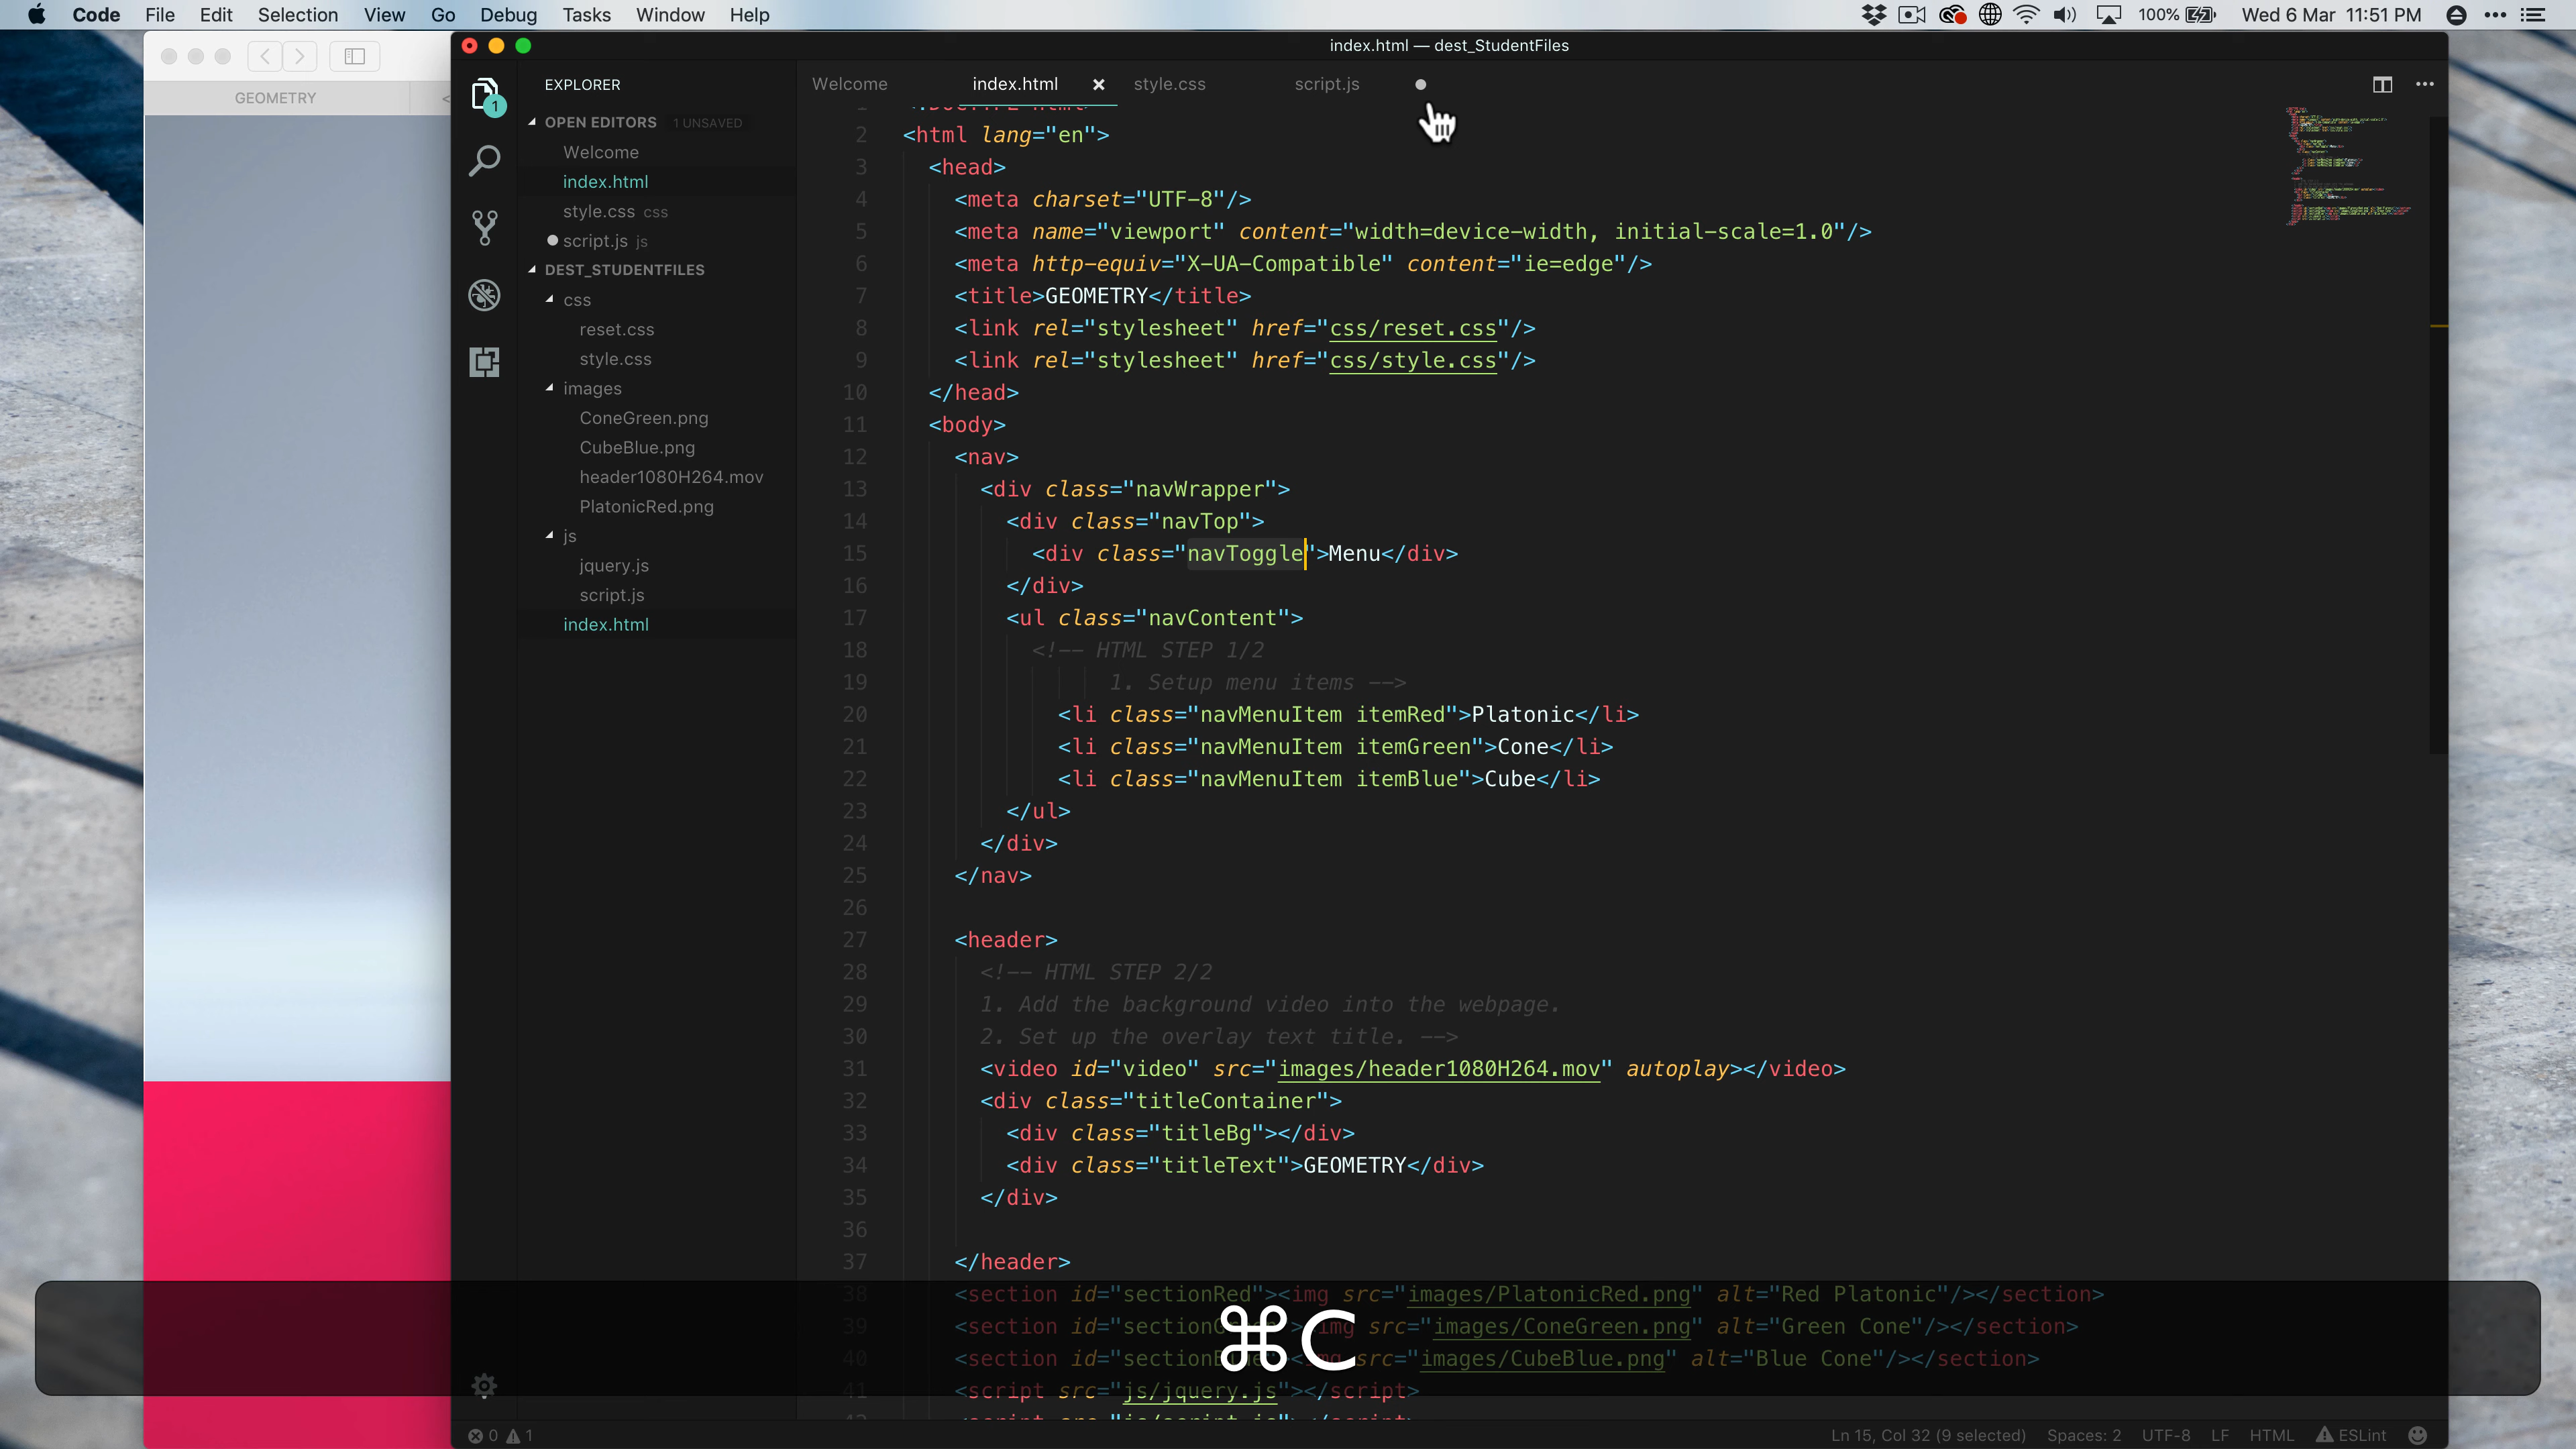 Code File Edit Selection View Go Debug Tasks Window Help 100% Wed 6 Mar 11:51 PM
index.html — dest_StudentFiles
GEOMETRY <
Welcome index.html style.css script.js
EXPLORER
1
OPEN EDITORS 1 UNSAVED
Welcome
index.html
style.css css
script.js js
DEST_STUDENTFILES
css
reset.css
style.css
images
ConeGreen.png
CubeBlue.png
header1080H264.mov
PlatonicRed.png
js
jquery.js
script.js
index.html
2 <html lang="en">
3 <head>
4 <meta charset="UTF-8"/>
5 <meta name="viewport" content="width=device-width, initial-scale=1.0"/>
6 <meta http-equiv="X-UA-Compatible" content="ie=edge"/>
7 <title>GEOMETRY</title>
8 <link rel="stylesheet" href="css/reset.css"/>
9 <link rel="stylesheet" href="css/style.css"/>
10 </head>
11 <body>
12 <nav>
13 <div class="navWrapper">
14 <div class="navTop">
15 <div class="navToggle">Menu</div>
16 </div>
17 <ul class="navContent">
18 <!-- HTML STEP 1/2
19 1. Setup menu items -->
20 <li class="navMenuItem itemRed">Platonic</li>
21 <li class="navMenuItem itemGreen">Cone</li>
22 <li class="navMenuItem itemBlue">Cube</li>
23 </ul>
24 </div>
25 </nav>
26
27 <header>
28 <!-- HTML STEP 2/2
29 1. Add the background video into the webpage.
30 2. Set up the overlay text title. -->
31 <video id="video" src="images/header1080H264.mov" autoplay></video>
32 <div class="titleContainer">
33 <div class="titleBg"></div>
34 <div class="titleText">GEOMETRY</div>
35 </div>
36
37 </header>
38 <section id="sectionRed"><img src="images/PlatonicRed.png" alt="Red Platonic"/></section>
39 <section img src="images/ConeGreen.png" alt="Green Cone"/></section>
40 <section src="images/CubeBlue.png" alt="Blue Cone"/></section>
41 <script src="js/jquery.js"></script>
⌘C
0 1 Ln 15, Col 32 (9 selected) Spaces: 2 UTF-8 LF HTML ESLint